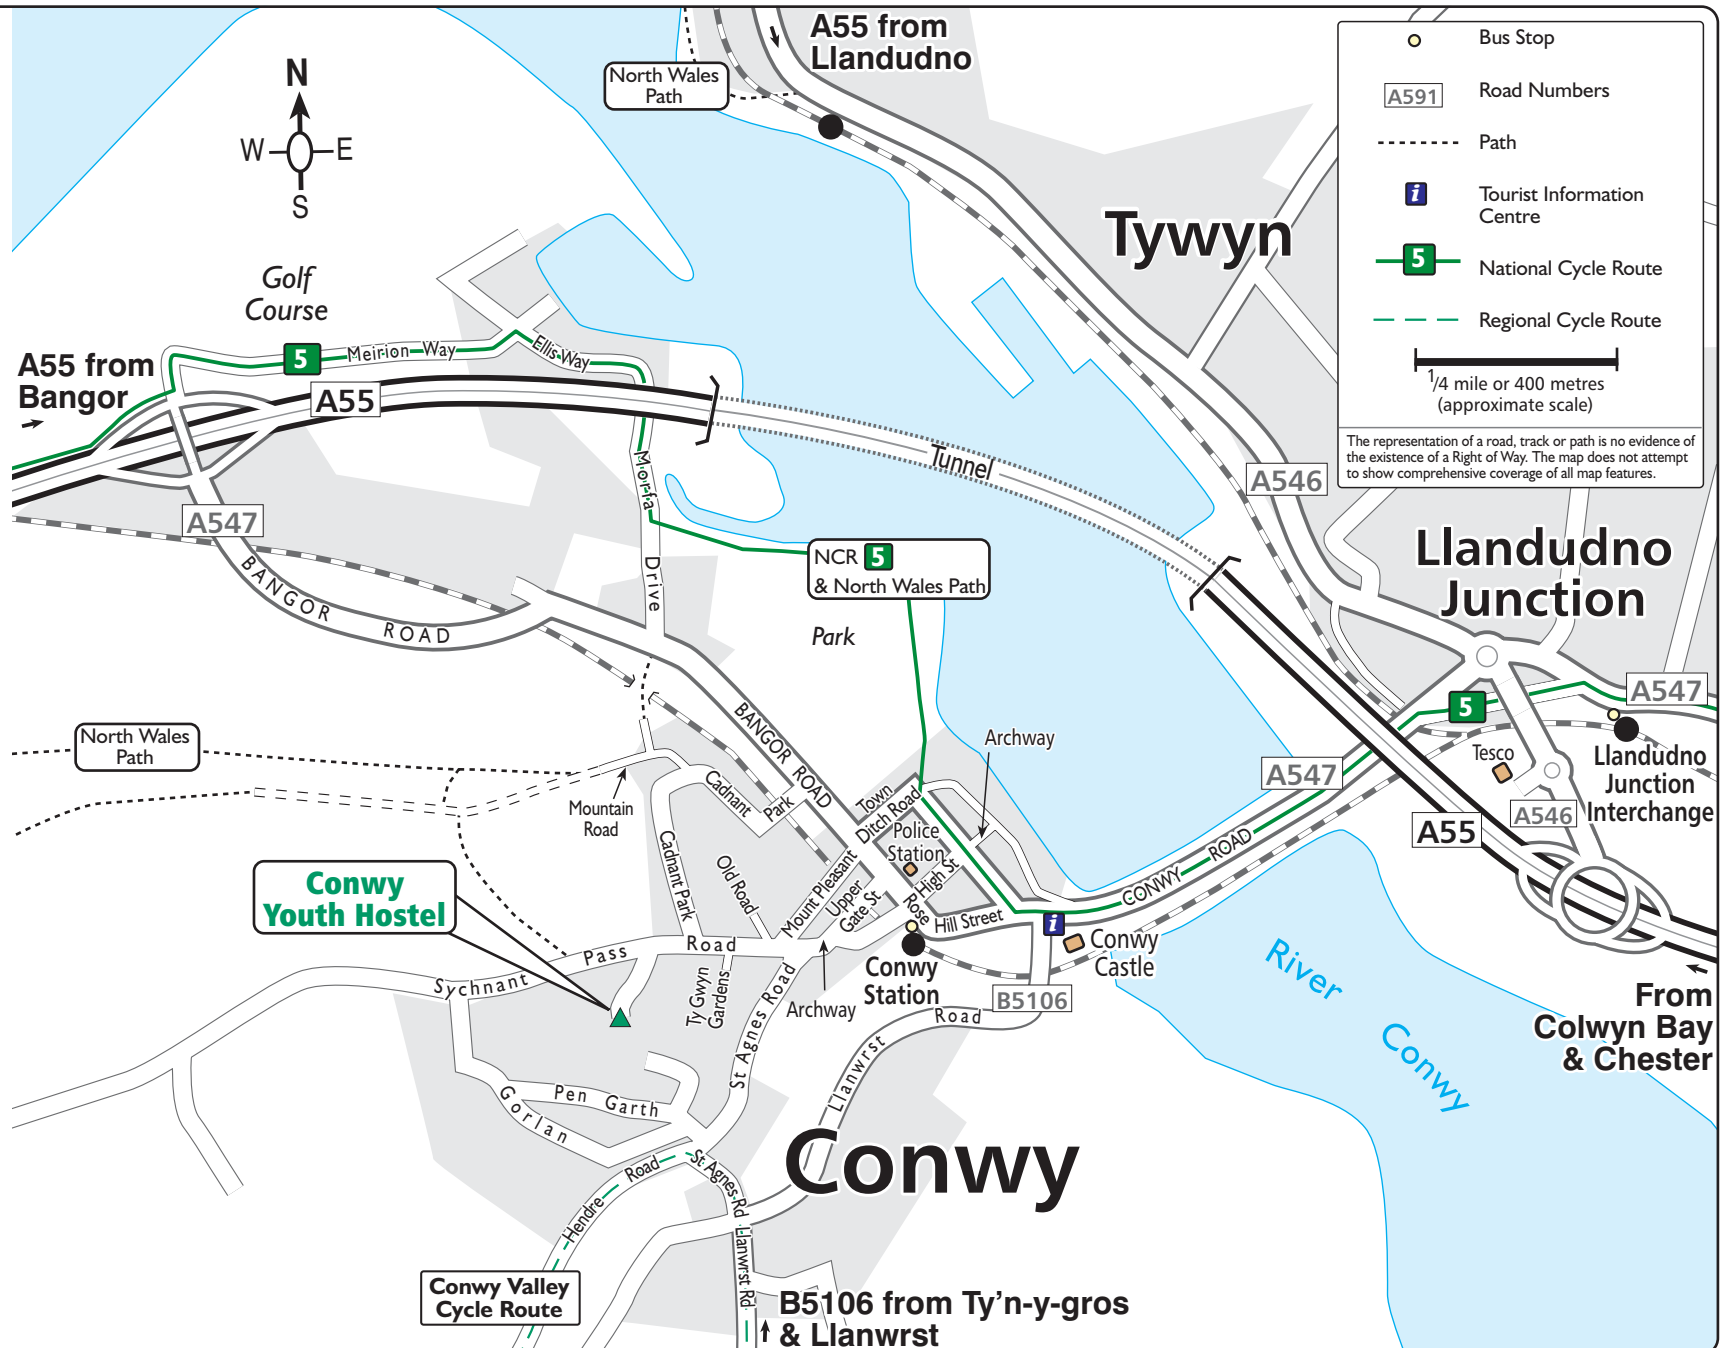 A55 from
Llandudno
North Wales
Path
N
W
E
S
Bus Stop
A591
Road Numbers
Path
i
Tourist Information
Centre
5
National Cycle Route
Regional Cycle Route
1/4 mile or 400 metres
(approximate scale)
The representation of a road, track or path is no evidence of
the existence of a Right of Way. The map does not attempt
to show comprehensive coverage of all map features.
Tywyn
Golf
Course
A55 from
Bangor
5
Meirion Way
Ellis Way
A55
Tunnel
A546
A547
Morfa
Drive
BANGOR
ROAD
NCR 5
& North Wales Path
Park
Llandudno
Junction
A547
5
Llandudno
Junction
Interchange
Tesco
A546
A547
A55
North Wales
Path
Mountain
Road
BANGOR ROAD
Cadnant
Park
Town
Ditch Road
Archway
Police
Station
High St
Cadnant Park
Old Road
Mount Pleasant
Upper
Gate St
Rose
Hill Street
CONWY
ROAD
i
Conwy
Castle
Conwy
Youth Hostel
Sychnant
Pass
Road
Ty Gwyn
Gardens
St Agnes Road
Archway
Conwy
Station
B5106
Llanwrst
Road
River
Conwy
From
Colwyn Bay
& Chester
Pen Garth
Gorlan
Conwy
Hendre
Road
St Agnes Rd
Llanwrst Rd
Conwy Valley
Cycle Route
B5106 from Ty’n-y-gros
& Llanwrst